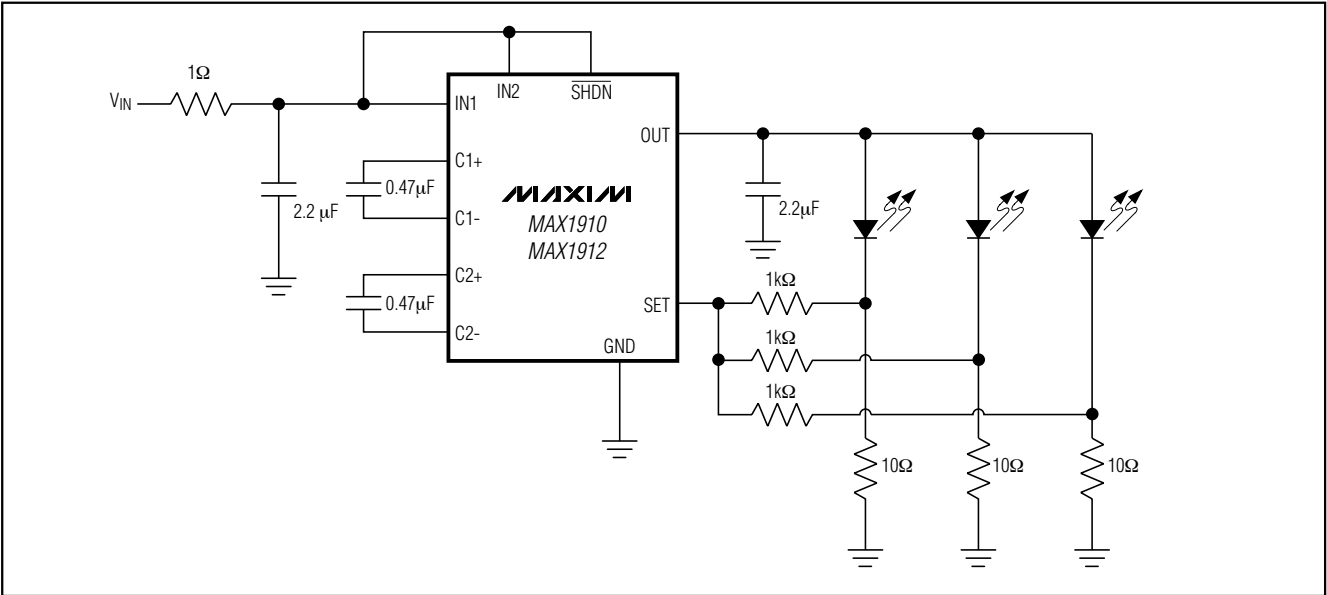 1Ω
V_IN
2.2 μF
0.47μF
0.47μF
IN1
IN2
S̅H̅D̅N̅
C1+
C1-
C2+
C2-
MAXIM
MAX1910
MAX1912
OUT
SET
GND
2.2μF
1kΩ
1kΩ
1kΩ
10Ω
10Ω
10Ω